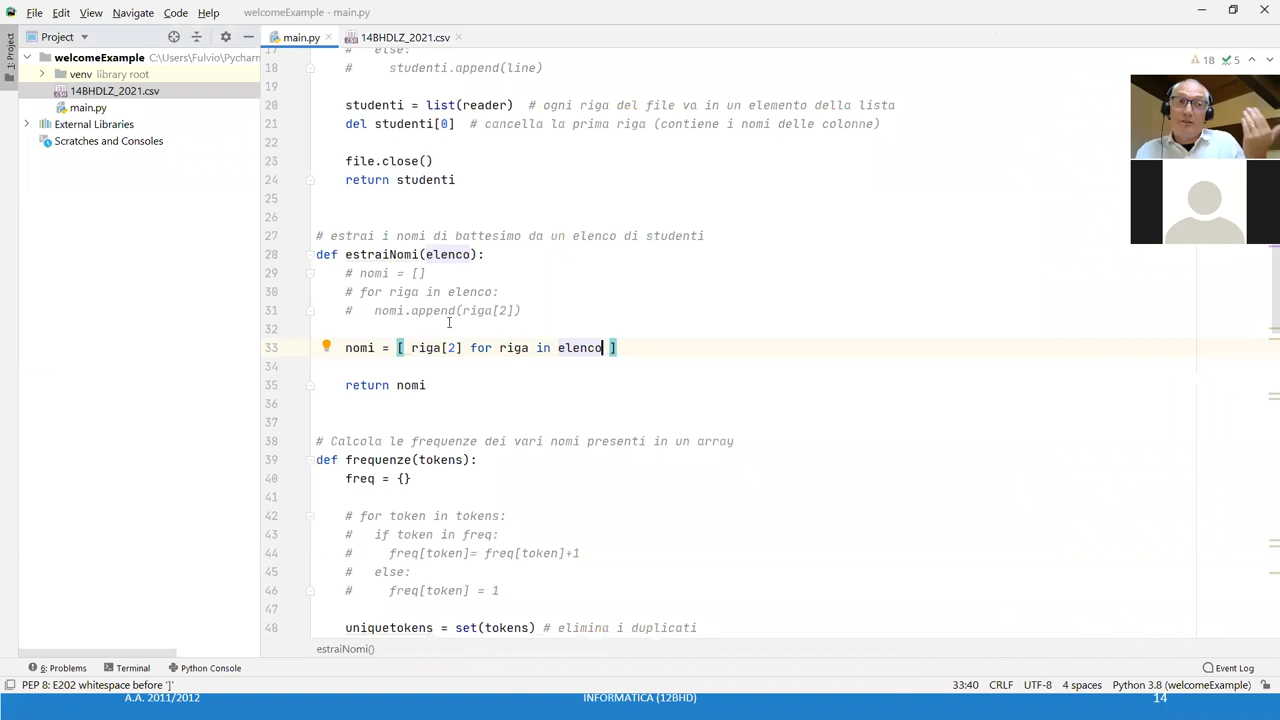 File Edit View Navigate Code Help welcomeExample - main.py
Project main.py 14BHDLZ_2021.csv
1: Project
welcomeExample C:\Users\Fulvio\Pycharm
venv library root
14BHDLZ_2021.csv
main.py
External Libraries
Scratches and Consoles
18 5
17 # else:
18 # studenti.append(line)
19
20 studenti = list(reader) # ogni riga del file va in un elemento della lista
21 del studenti[0] # cancella la prima riga (contiene i nomi delle colonne)
22
23 file.close()
24 return studenti
25
26
27 # estrai i nomi di battesimo da un elenco di studenti
28 def estraiNomi(elenco):
29 # nomi = []
30 # for riga in elenco:
31 # nomi.append(riga[2])
32
33 nomi = [ riga[2] for riga in elenco ]
34
35 return nomi
36
37
38 # Calcola le frequenze dei vari nomi presenti in un array
39 def frequenze(tokens):
40 freq = {}
41
42 # for token in tokens:
43 # if token in freq:
44 # freq[token]= freq[token]+1
45 # else:
46 # freq[token] = 1
47
48 uniquetokens = set(tokens) # elimina i duplicati
estraiNomi()
6: Problems Terminal Python Console Event Log
PEP 8: E202 whitespace before ']' 33:40 CRLF UTF-8 4 spaces Python 3.8 (welcomeExample)
A.A. 2011/2012 INFORMATICA (12BHD) 14